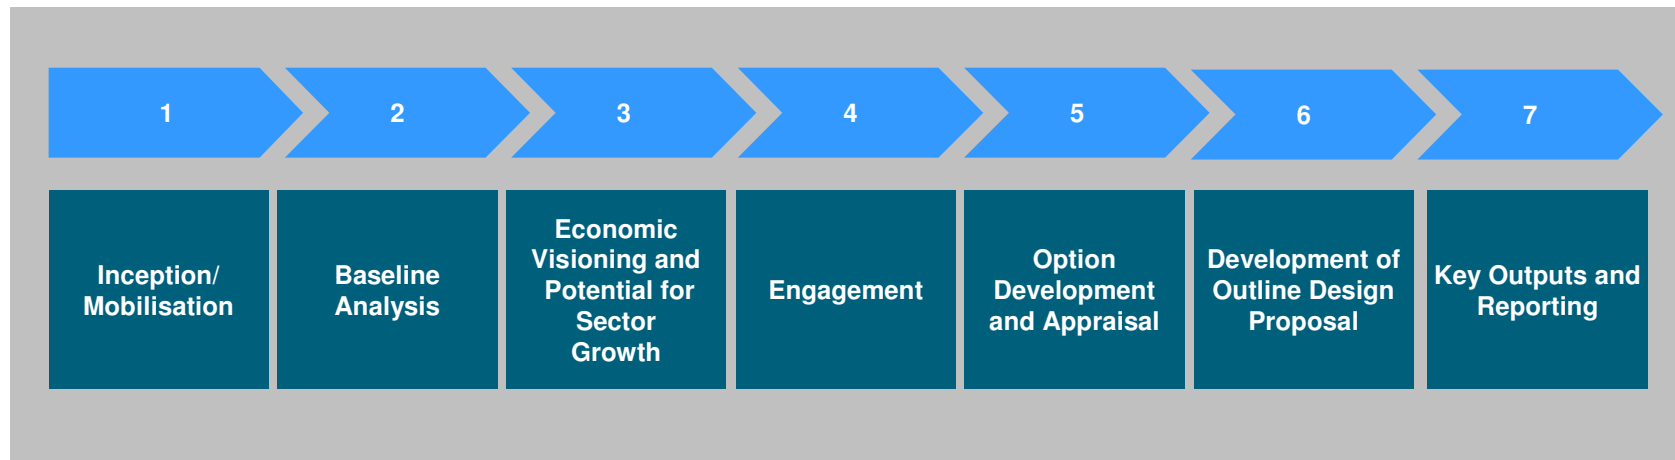 1
2
3
4
5
6
7
Inception/
Mobilisation
Baseline
Analysis
Economic
Visioning and
Potential for
Sector
Growth
Engagement
Option
Development
and Appraisal
Development of
Outline Design
Proposal
Key Outputs and
Reporting